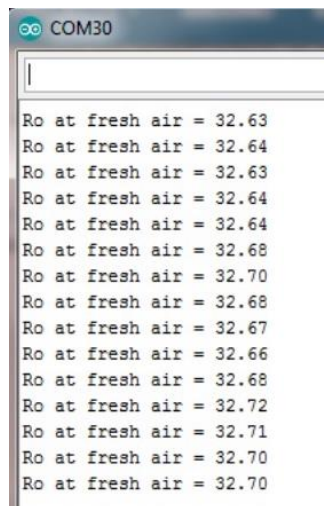 COM30
Ro at fresh air = 32.63
Ro at fresh air = 32.64
Ro at fresh air = 32.63
Ro at fresh air = 32.64
Ro at fresh air = 32.64
Ro at fresh air = 32.68
Ro at fresh air = 32.70
Ro at fresh air = 32.68
Ro at fresh air = 32.67
Ro at fresh air = 32.66
Ro at fresh air = 32.68
Ro at fresh air = 32.72
Ro at fresh air = 32.71
Ro at fresh air = 32.70
Ro at fresh air = 32.70